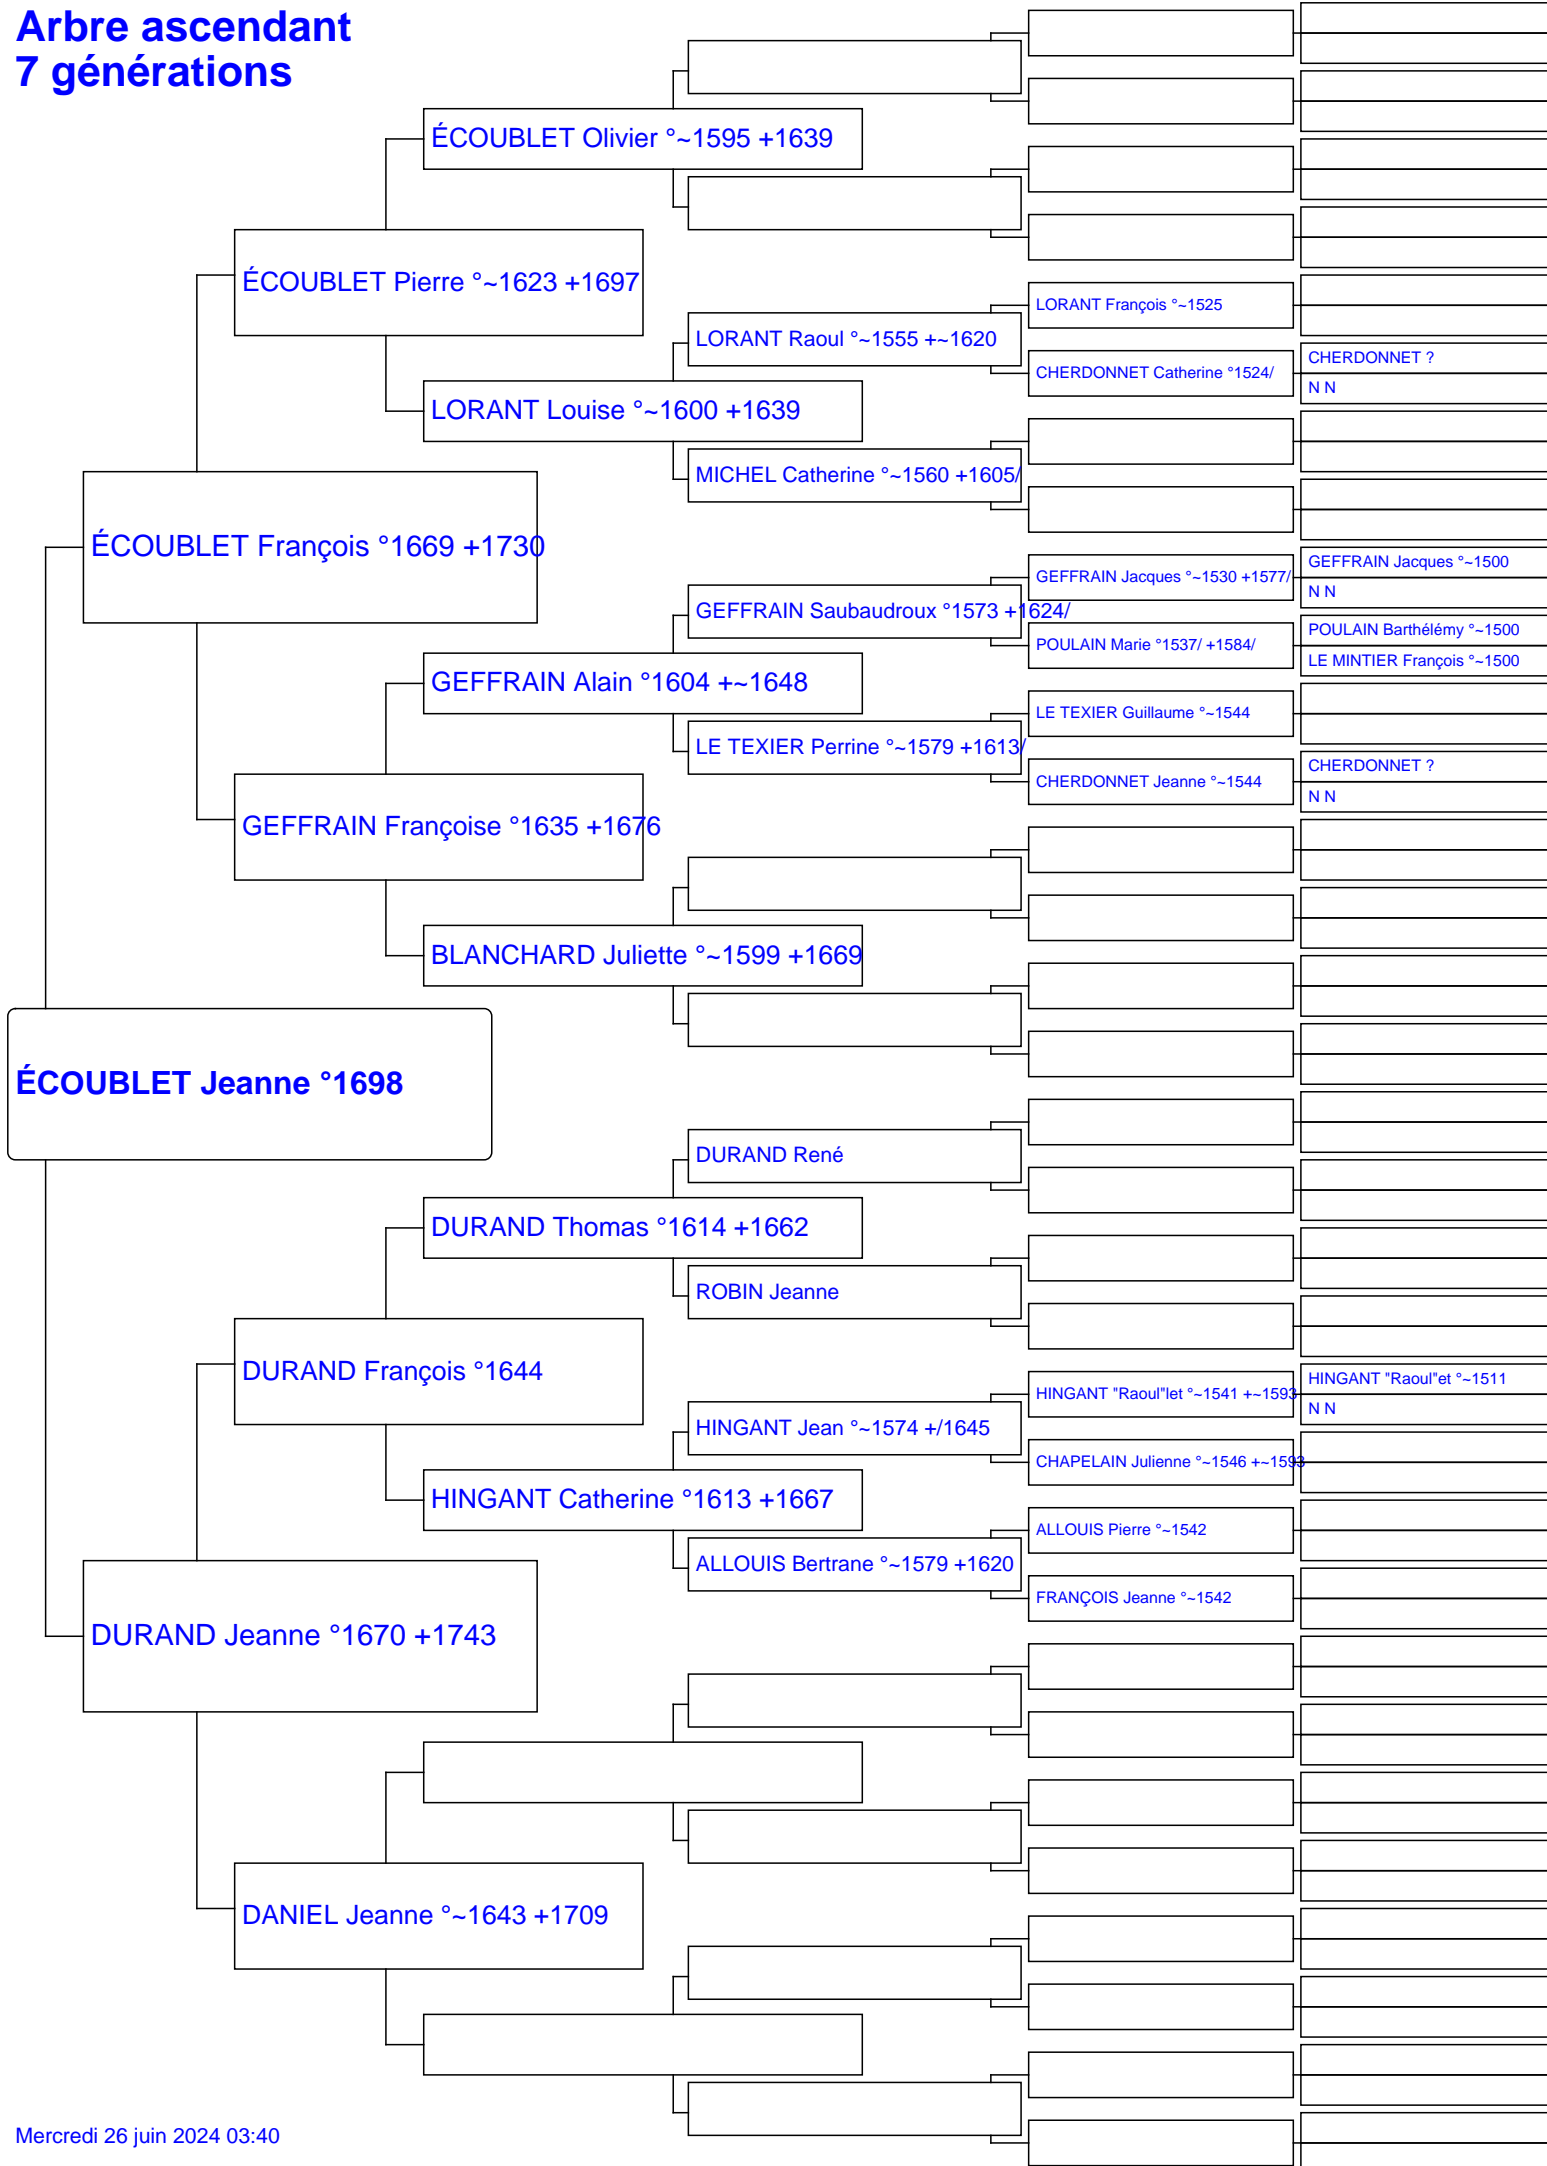 Arbre ascendant
7 générations
ÉCOUBLET Olivier °~1595 +1639
ÉCOUBLET Pierre °~1623 +1697
LORANT François °~1525
LORANT Raoul °~1555 +~1620
CHERDONNET ?
CHERDONNET Catherine °1524/
N N
LORANT Louise °~1600 +1639
MICHEL Catherine °~1560 +1605/
ÉCOUBLET François °1669 +1730
GEFFRAIN Jacques °~1500
GEFFRAIN Jacques °~1530 +1577/
N N
GEFFRAIN Saubaudroux °1573 +1624/
POULAIN Barthélémy °~1500
POULAIN Marie °1537/ +1584/
LE MINTIER François °~1500
GEFFRAIN Alain °1604 +~1648
LE TEXIER Guillaume °~1544
LE TEXIER Perrine °~1579 +1613/
CHERDONNET ?
CHERDONNET Jeanne °~1544
N N
GEFFRAIN Françoise °1635 +1676
BLANCHARD Juliette °~1599 +1669
ÉCOUBLET Jeanne °1698
DURAND René
DURAND Thomas °1614 +1662
ROBIN Jeanne
DURAND François °1644
HINGANT "Raoul"et °~1511
HINGANT "Raoul"let °~1541 +~1593
N N
HINGANT Jean °~1574 +/1645
CHAPELAIN Julienne °~1546 +~1593
HINGANT Catherine °1613 +1667
ALLOUIS Pierre °~1542
ALLOUIS Bertrane °~1579 +1620
FRANÇOIS Jeanne °~1542
DURAND Jeanne °1670 +1743
DANIEL Jeanne °~1643 +1709
Mercredi 26 juin 2024 03:40